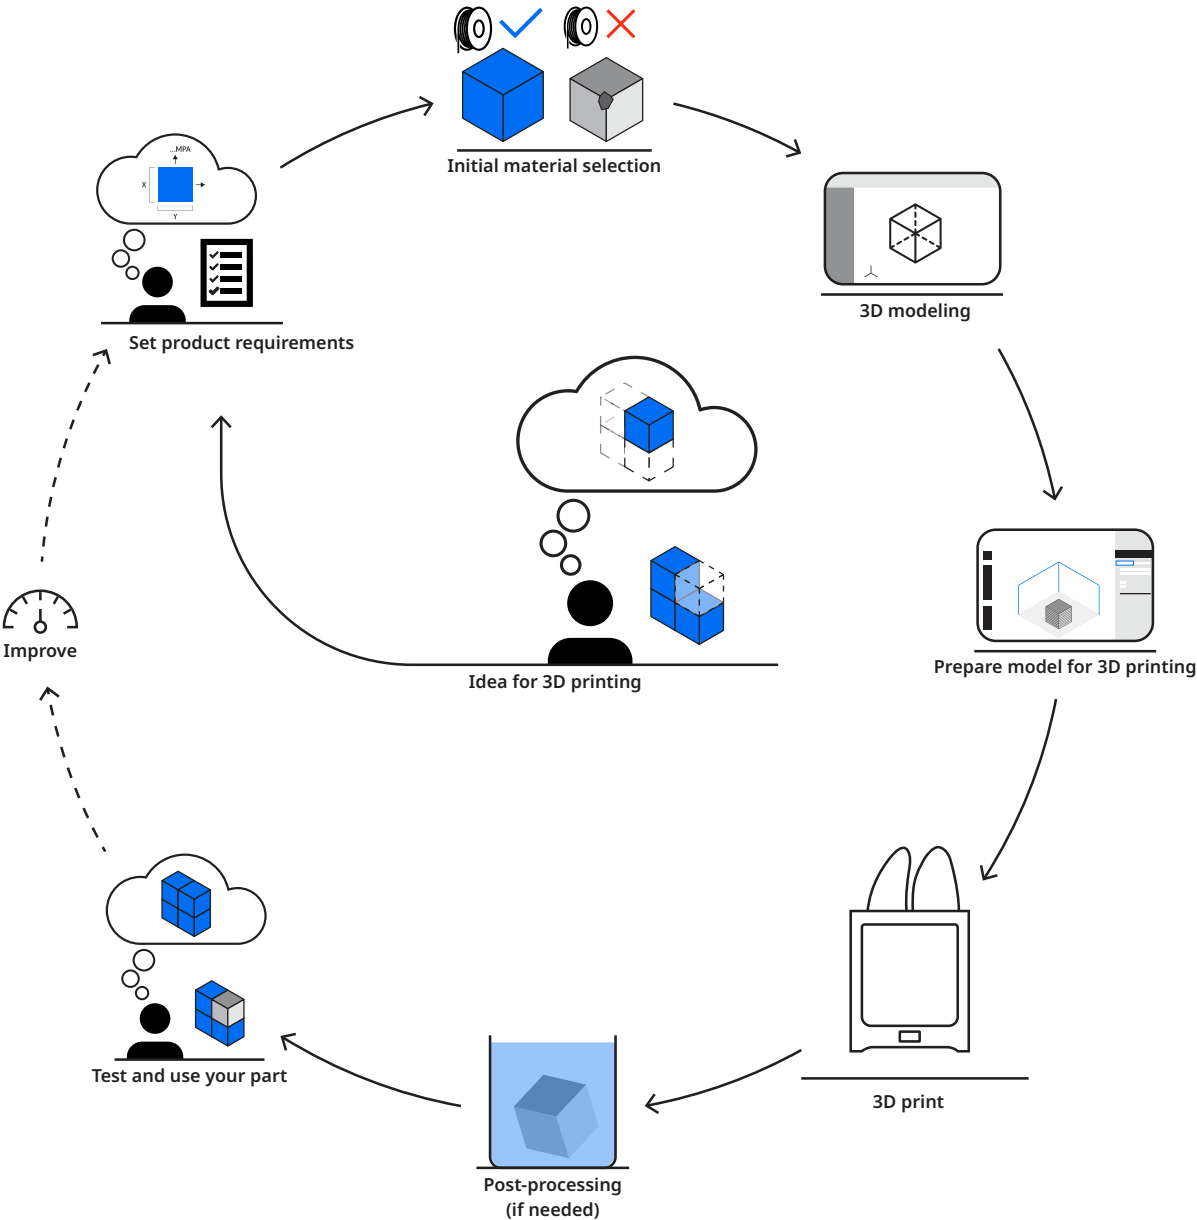 Initial material selection
...MPA
X
Y
Set product requirements
3D modeling
Idea for 3D printing
Improve
Prepare model for 3D printing
Test and use your part
3D print
Post-processing
(if needed)